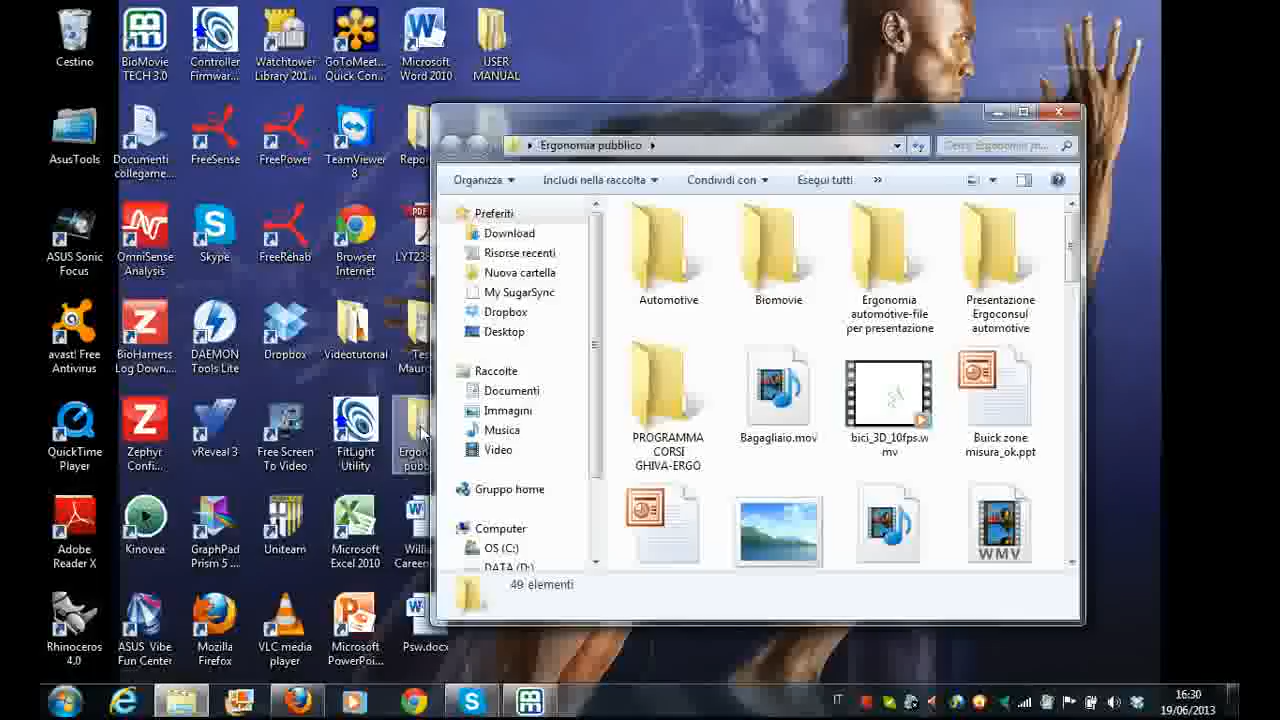 Cestino
BioMovie
TECH 3.0
Controller
Firmwar...
Watchtower
Library 201...
GoToMeet...
Quick Con...
Microsoft
Word 2010
USER
MANUAL
AsusTools
Documenti
collegame...
FreeSense
FreePower
TeamViewer
8
Repor
ASUS Sonic
Focus
OmniSense
Analysis
Skype
FreeRehab
Browser
Internet
PDF
LYT23
avast! Free
Antivirus
BioHarness
Log Down...
DAEMON
Tools Lite
Dropbox
Videotutorial
Tes
Mauro
QuickTime
Player
Zephyr
Confi...
vReveal 3
Free Screen
To Video
FitLight
Utility
Ergon
pubb
Adobe
Reader X
Kinovea
GraphPad
Prism 5 ...
Uniteam
Microsoft
Excel 2010
Willi
Career
Rhinoceros
4.0
ASUS Vibe
Fun Center
Mozilla
Firefox
VLC media
player
Microsoft
PowerPoi...
Psw.docx
Ergonomia pubblico
Cerca Ergonomia p...
Organizza
Includi nella raccolta
Condividi con
Esegui tutti
»
Preferiti
Download
Risorse recenti
Nuova cartella
My SugarSync
Dropbox
Desktop
Raccolte
Documenti
Immagini
Musica
Video
Gruppo home
Computer
OS (C:)
DATA (D:)
Automotive
Biomovie
Ergonomia
automotive-file
per presentazione
Presentazione
Ergoconsul
automotive
PROGRAMMA
CORSI
GHIVA-ERGO
Bagagliaio.mov
bici_3D_10fps.w
mv
Buick zone
misura_ok.ppt
WMV
49 elementi
IT
16:30
19/06/2013